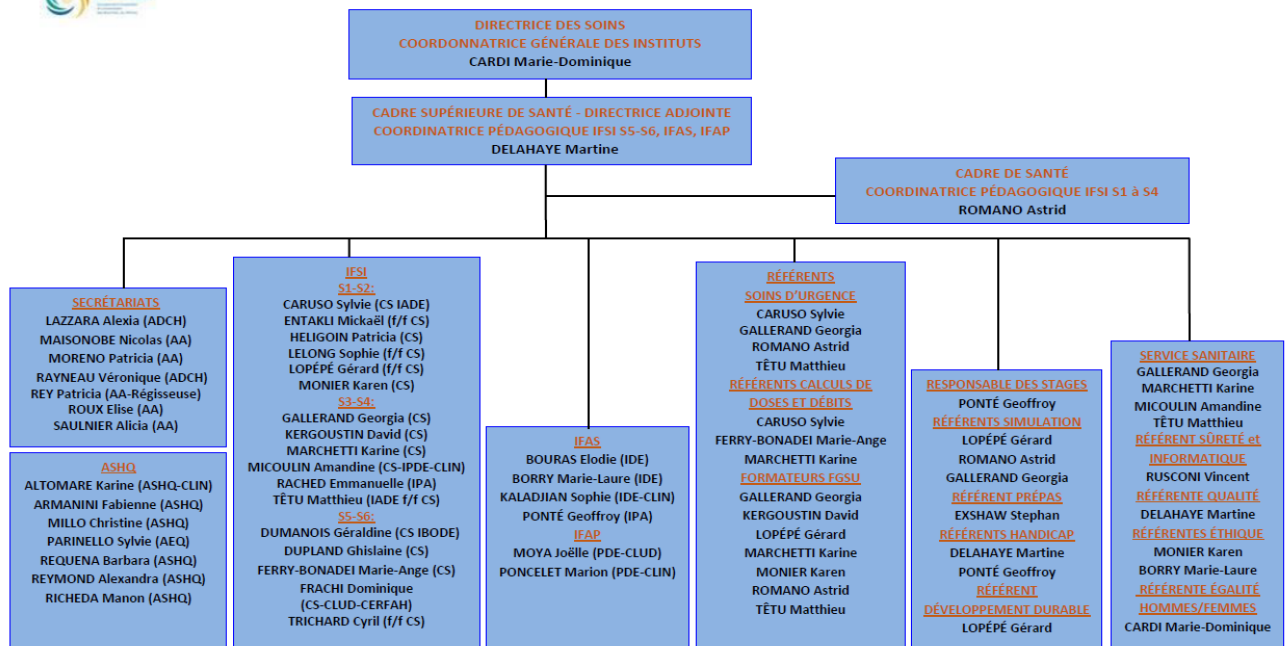 DIRECTRICE DES SOINS
COORDONNATRICE GÉNÉRALE DES INSTITUTS
CARDI Marie-Dominique
CADRE SUPÉRIEURE DE SANTÉ - DIRECTRICE ADJOINTE
COORDINATRICE PÉDAGOGIQUE IFSI S5-S6, IFAS, IFAP
DELAHAYE Martine
CADRE DE SANTÉ
COORDINATRICE PÉDAGOGIQUE IFSI S1 à S4
ROMANO Astrid
SECRÉTARIATS
LAZZARA Alexia (ADCH)
MAISONOBE Nicolas (AA)
MORENO Patricia (AA)
RAYNEAU Véronique (ADCH)
REY Patricia (AA-Régisseuse)
ROUX Elise (AA)
SAULNIER Alicia (AA)
ASHQ
ALTOMARE Karine (ASHQ-CLIN)
ARMANINI Fabienne (ASHQ)
MILLO Christine (ASHQ)
PARINELLO Sylvie (AEQ)
REQUENA Barbara (ASHQ)
REYMOND Alexandra (ASHQ)
RICHEDA Manon (ASHQ)
IFSI
S1-S2:
CARUSO Sylvie (CS IADE)
ENTAKLI Mickaël (f/f CS)
HELIGOIN Patricia (CS)
LELONG Sophie (f/f CS)
LOPÉPÉ Gérard (f/f CS)
MONIER Karen (CS)
S3-S4:
GALLERAND Georgia (CS)
KERGOUSTIN David (CS)
MARCHETTI Karine (CS)
MICOULIN Amandine (CS-IPDE-CLIN)
RACHED Emmanuelle (IPA)
TÊTU Matthieu (IADE f/f CS)
S5-S6:
DUMANOIS Géraldine (CS IBODE)
DUPLAND Ghislaine (CS)
FERRY-BONADEI Marie-Ange (CS)
FRACHI Dominique
(CS-CLUD-CERFAH)
TRICHARD Cyril (f/f CS)
IFAS
BOURAS Elodie (IDE)
BORRY Marie-Laure (IDE)
KALADJIAN Sophie (IDE-CLIN)
PONTÉ Geoffroy (IPA)
IFAP
MOYA Joëlle (PDE-CLUD)
PONCELET Marion (PDE-CLIN)
RÉFÉRENTS
SOINS D'URGENCE
CARUSO Sylvie
GALLERAND Georgia
ROMANO Astrid
TÊTU Matthieu
RÉFÉRENTS CALCULS DE
DOSES ET DÉBITS
CARUSO Sylvie
FERRY-BONADEI Marie-Ange
MARCHETTI Karine
FORMATEURS FGSU
GALLERAND Georgia
KERGOUSTIN David
LOPÉPÉ Gérard
MARCHETTI Karine
MONIER Karen
ROMANO Astrid
TÊTU Matthieu
RESPONSABLE DES STAGES
PONTÉ Geoffroy
RÉFÉRENTS SIMULATION
LOPÉPÉ Gérard
ROMANO Astrid
GALLERAND Georgia
RÉFÉRENT PRÉPAS
EXSHAW Stephan
RÉFÉRENTS HANDICAP
DELAHAYE Martine
PONTÉ Geoffroy
RÉFÉRENT
DÉVELOPPEMENT DURABLE
LOPÉPÉ Gérard
SERVICE SANITAIRE
GALLERAND Georgia
MARCHETTI Karine
MICOULIN Amandine
TÊTU Matthieu
RÉFÉRENT SÛRETÉ et
INFORMATIQUE
RUSCONI Vincent
RÉFÉRENTE QUALITÉ
DELAHAYE Martine
RÉFÉRENTES ÉTHIQUE
MONIER Karen
BORRY Marie-Laure
RÉFÉRENTE ÉGALITÉ
HOMMES/FEMMES
CARDI Marie-Dominique